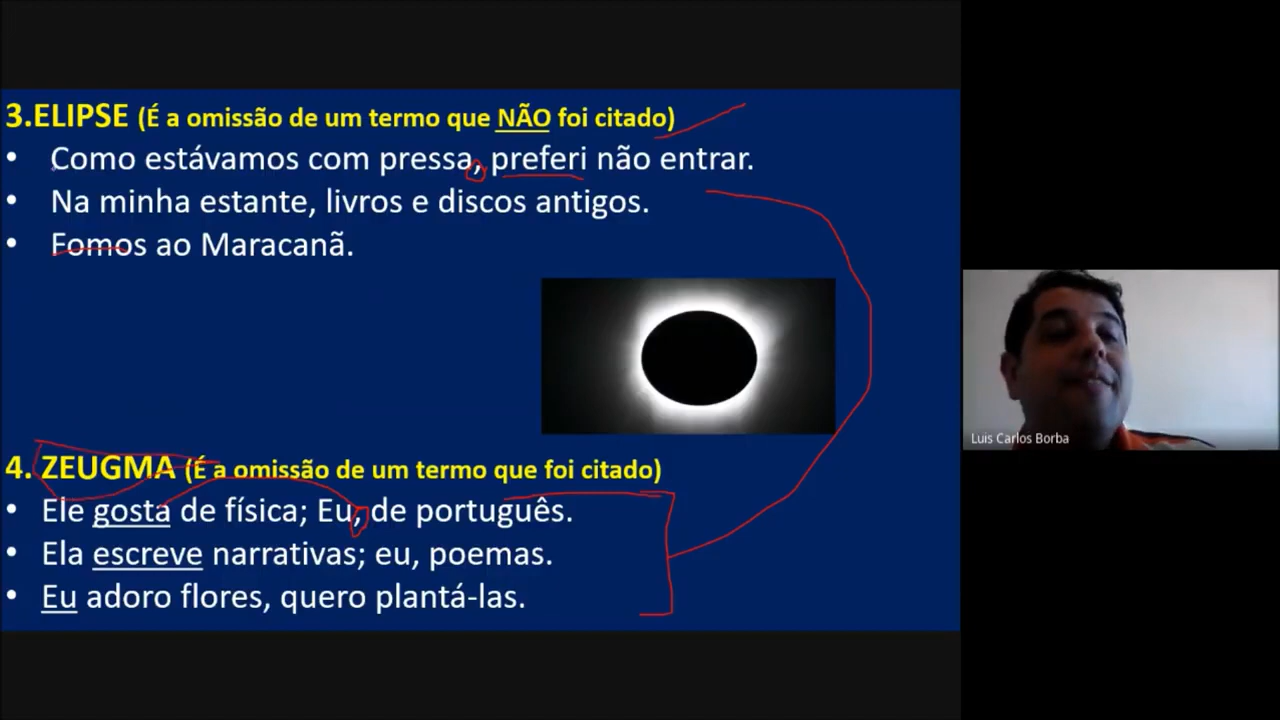 3.ELIPSE (É a omissão de um termo que NÃO foi citado)
• Como estávamos com pressa, preferi não entrar.
• Na minha estante, livros e discos antigos.
• Fomos ao Maracanã.
4. ZEUGMA (É a omissão de um termo que foi citado)
• Ele gosta de física; Eu, de português.
• Ela escreve narrativas; eu, poemas.
• Eu adoro flores, quero plantá-las.
Luis Carlos Borba